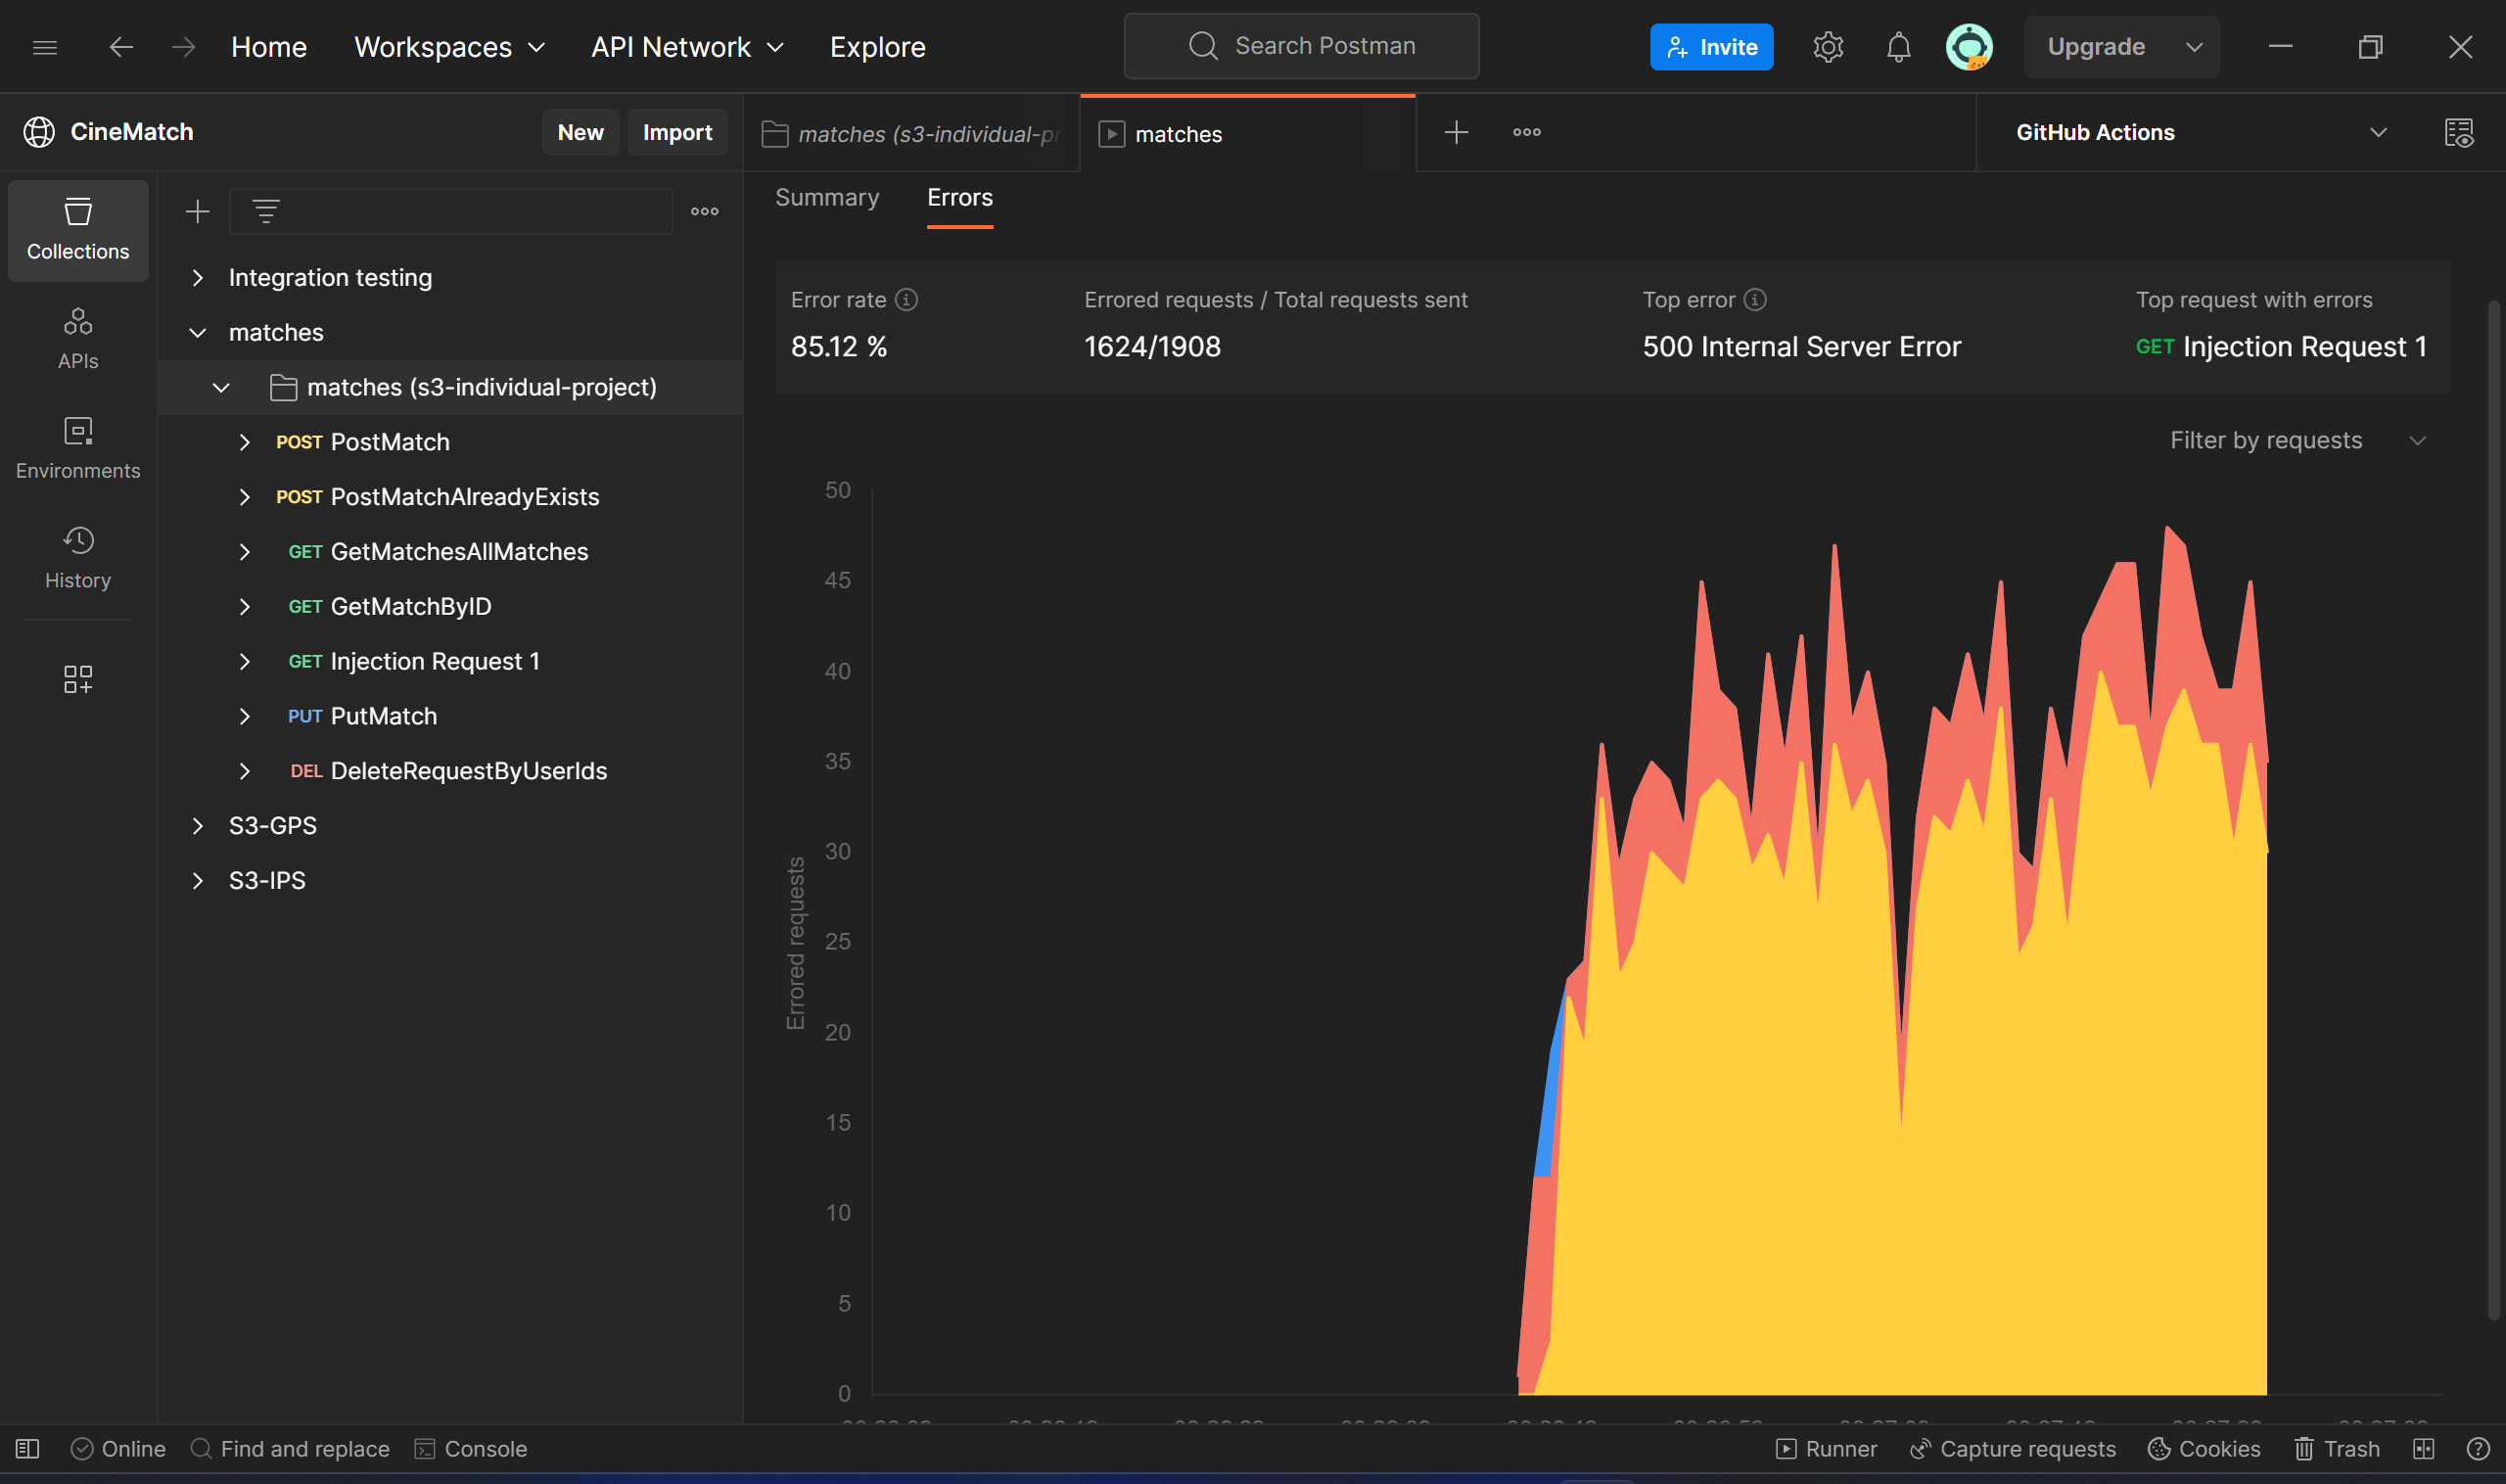 Home
Workspaces
API Network
Explore
Search Postman
Invite
Upgrade
CineMatch
New
Import
matches (s3-individual-pr
matches
GitHub Actions
Collections
APIs
Environments
History
Integration testing
matches
matches (s3-individual-project)
POST PostMatch
POST PostMatchAlreadyExists
GET GetMatchesAllMatches
GET GetMatchByID
GET Injection Request 1
PUT PutMatch
DEL DeleteRequestByUserIds
S3-GPS
S3-IPS
Summary
Errors
Error rate
85.12 %
Errored requests / Total requests sent
1624/1908
Top error
500 Internal Server Error
Top request with errors
GET Injection Request 1
Filter by requests
Errored requests
50
45
40
35
30
25
20
15
10
5
0
Online
Find and replace
Console
Runner
Capture requests
Cookies
Trash